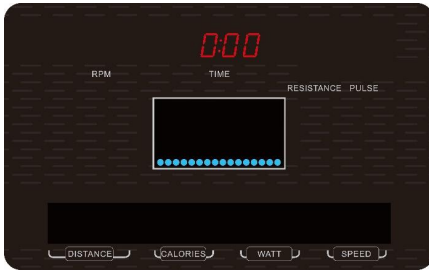 0:00
RPM TIME
RESISTANCE PULSE
DISTANCE CALORIES WATT SPEED